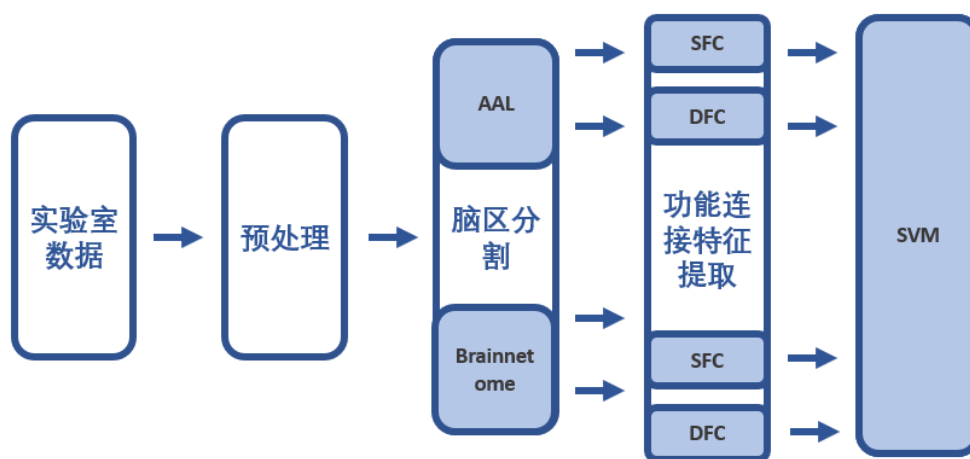 实验室
数据
预处理
AAL
脑区分
割
Brainnet
ome
SFC
DFC
功能连
接特征
提取
SFC
DFC
SVM